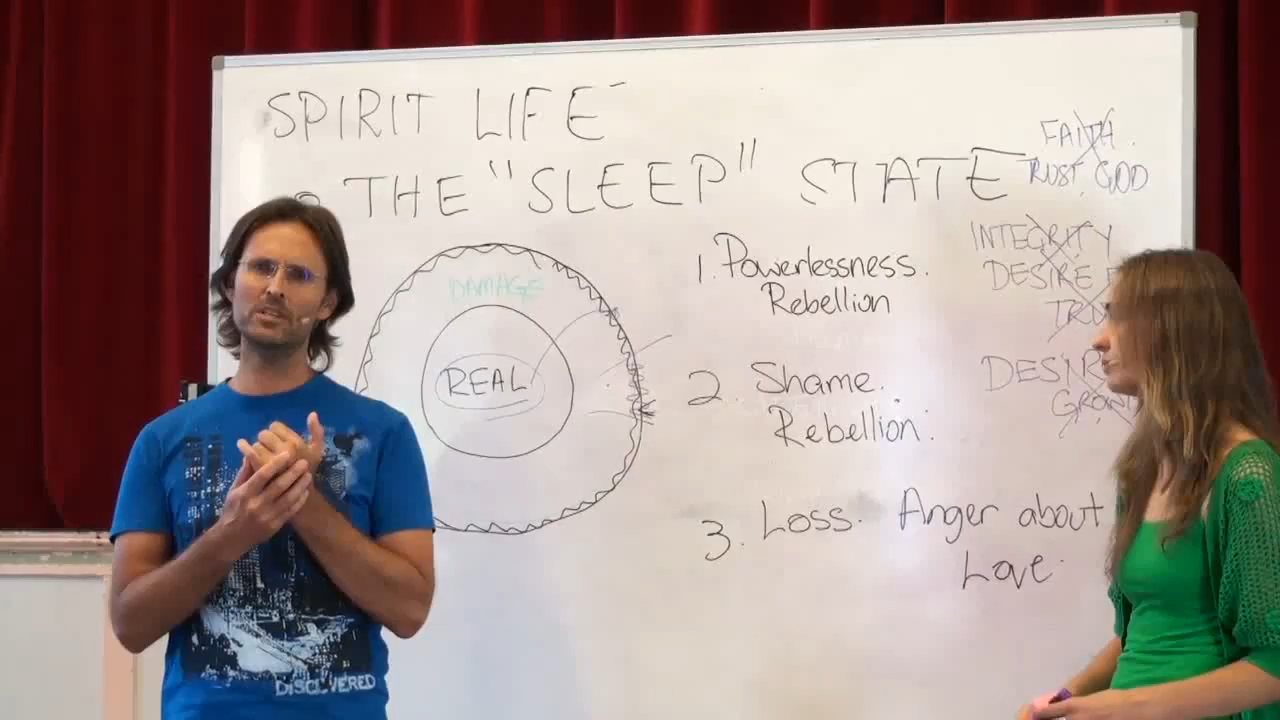 SPIRIT LIFE -
THE "SLEEP" STATE
FAITH.
TRUST GOD
INTEGRITY
DESIRE
DAMAGE
REAL
1. Powerlessness.
Rebellion
2. Shame.
Rebellion.
3. Loss. Anger about
Love.
DISCOVERED